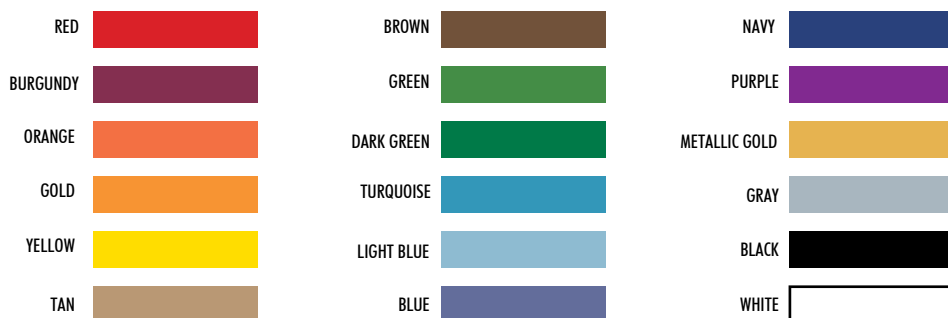 RED
BURGUNDY
ORANGE
GOLD
YELLOW
TAN
BROWN
GREEN
DARK GREEN
TURQUOISE
LIGHT BLUE
BLUE
NAVY
PURPLE
METALLIC GOLD
GRAY
BLACK
WHITE